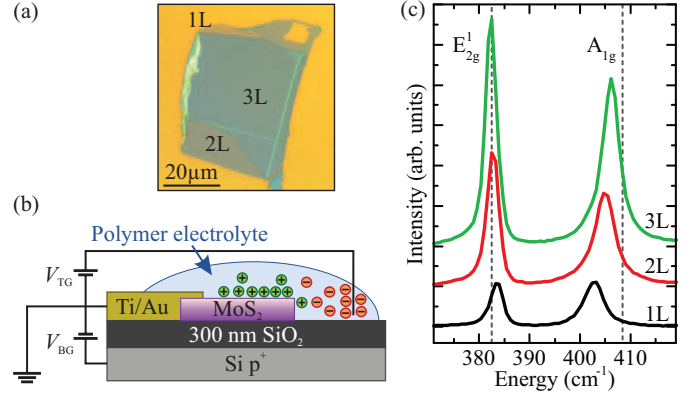 (a)
1L
3L
2L
20μm
(b)
Polymer electrolyte
V_TG
Ti/Au
MoS₂
300 nm SiO₂
V_BG
Si p⁺
(c)
E¹₂g
A₁g
Intensity (arb. units)
3L
2L
1L
380 390 400 410
Energy (cm⁻¹)